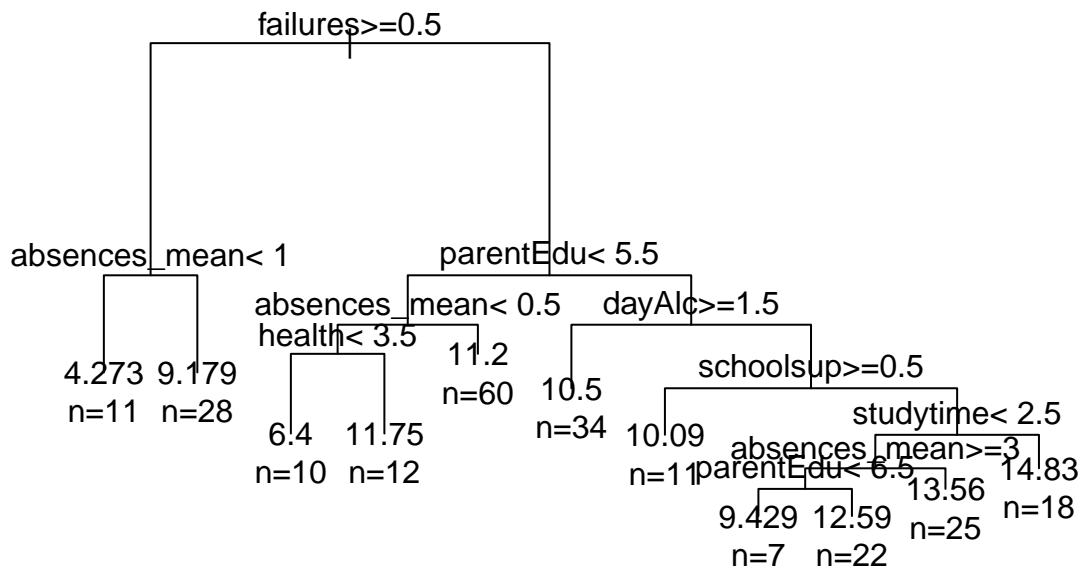 failures>=0.5
absences_mean< 1
parentEdu< 5.5
absences_mean< 0.5
dayAlc>=1.5
health< 3.5
11.2
n=60
4.273
n=11
9.179
n=28
schoolsup>=0.5
10.5
n=34
studytime< 2.5
6.4
n=10
11.75
n=12
10.09
n=11
absences_mean>=3
parentEdu< 6.5
14.83
n=18
13.56
n=25
9.429
n=7
12.59
n=22